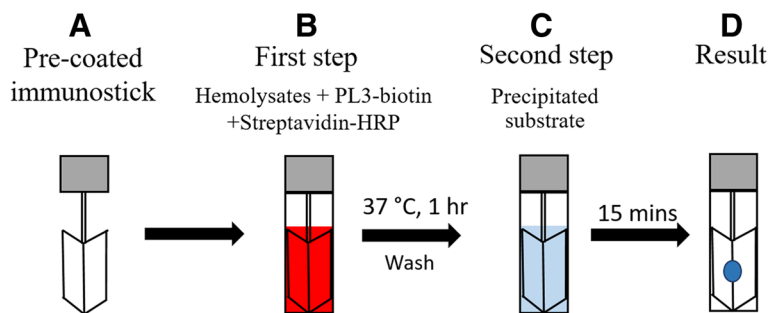 A
Pre-coated
immunostick
B
First step
Hemolysates + PL3-biotin
+Streptavidin-HRP
37 °C, 1 hr
Wash
C
Second step
Precipitated
substrate
15 mins
D
Result